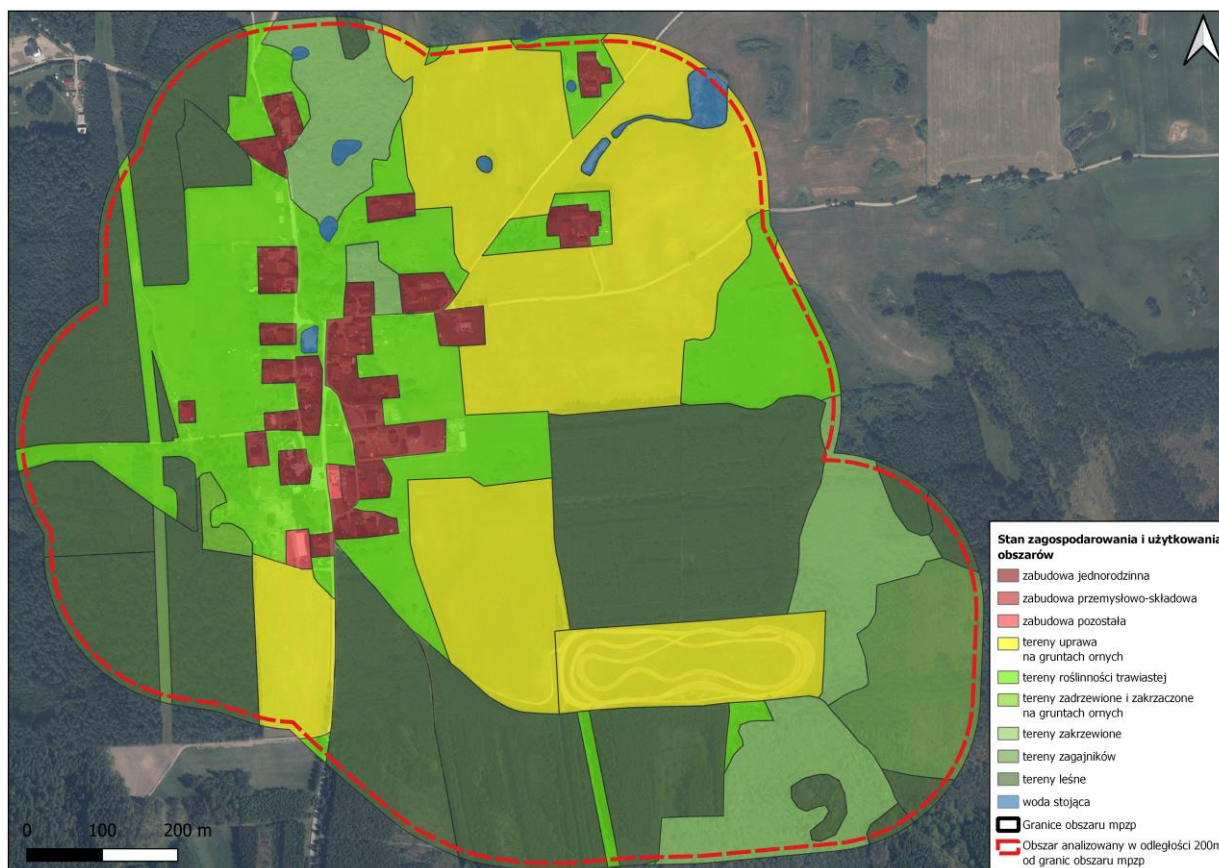 Stan zagospodarowania i użytkowania
obszarów
zabudowa jednorodzinna
zabudowa przemysłowo-składowa
zabudowa pozostała
tereny uprawa
na gruntach ornych
tereny roślinności trawiastej
tereny zadrzewione i zakrzaczone
na gruntach ornych
tereny zakrzewione
tereny zagajników
tereny leśne
woda stojąca
Granice obszaru mpzp
Obszar analizowany w odległości 200m
od granic obszaru mpzp
0 100 200 m